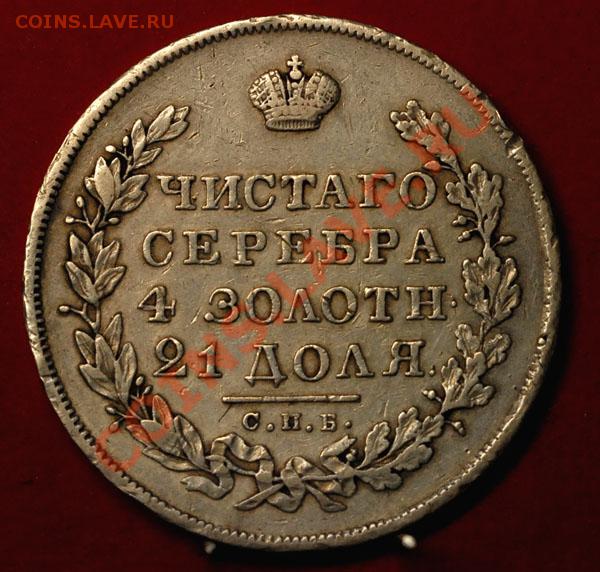 COINS.LAVE.RU
ЧИСТАГО
СЕРЕБРА
4 ЗОЛОТН·
21 ДОЛЯ.
С.П.Б.
COINS.LAVE.RU